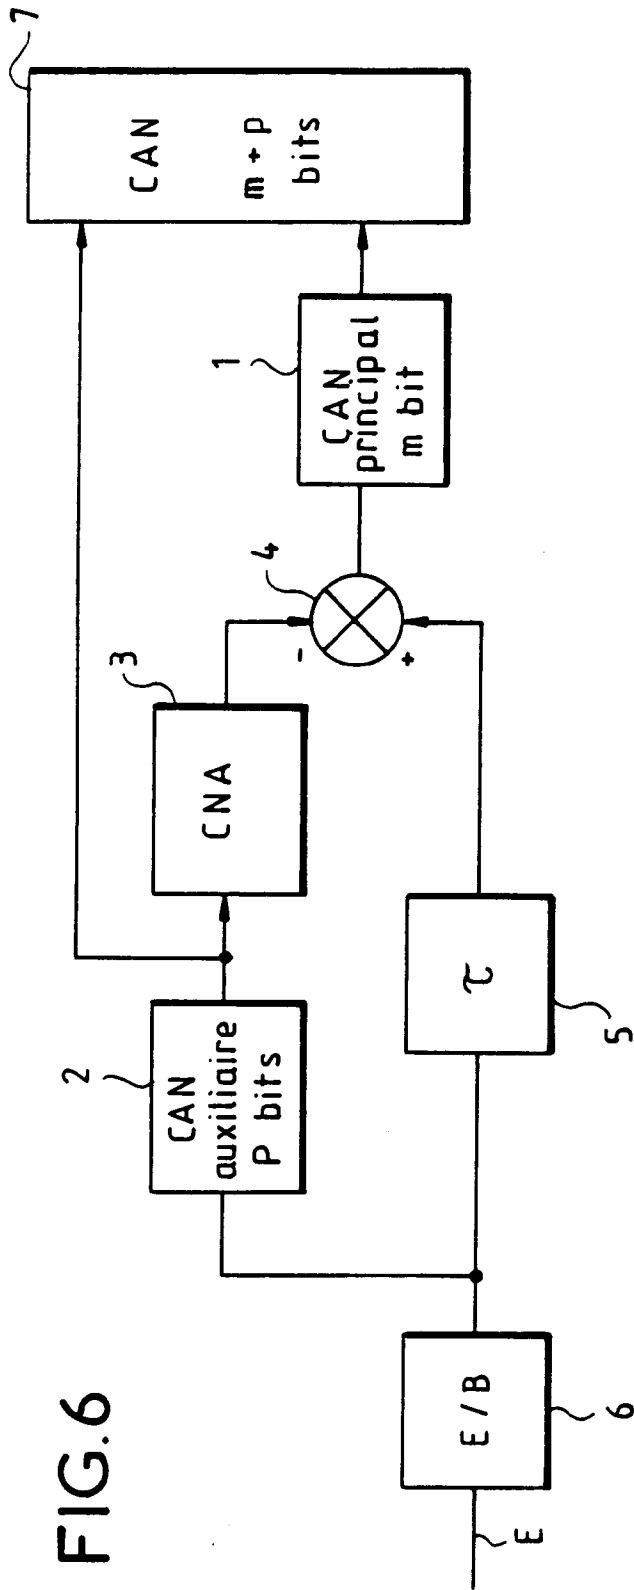 FIG.6
E
E/B
6
CAN
auxiliaire
P bits
2
τ
5
CNA
3
-
+
4
CAN
principal
m bit
1
CAN
m + p
bits
7